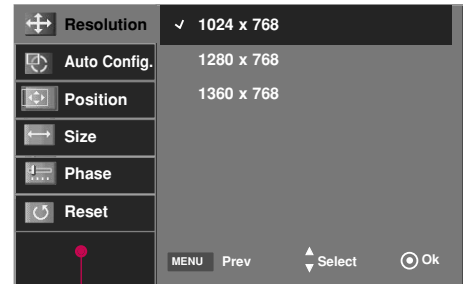 Resolution
Auto Config.
Position
Size
Phase
Reset
1024 x 768
1280 x 768
1360 x 768
MENU Prev Select Ok